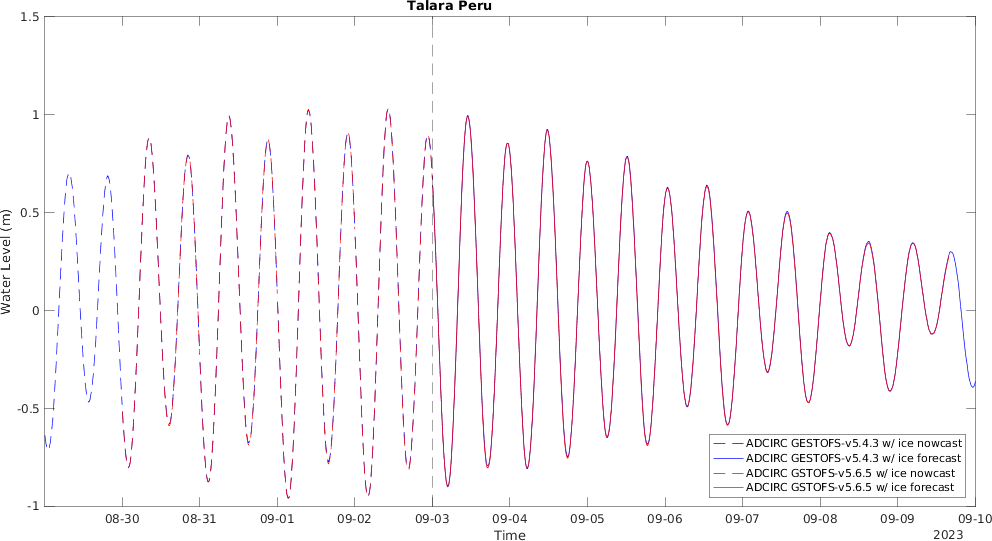 Talara Peru
1.5
1
0.5
0
-0.5
-1
Water Level (m)
08-30 08-31 09-01 09-02 09-03 09-04 09-05 09-06 09-07 09-08 09-09 09-10
Time
2023
ADCIRC GESTOFS-v5.4.3 w/ ice nowcast
ADCIRC GESTOFS-v5.4.3 w/ ice forecast
ADCIRC GSTOFS-v5.6.5 w/ ice nowcast
ADCIRC GSTOFS-v5.6.5 w/ ice forecast